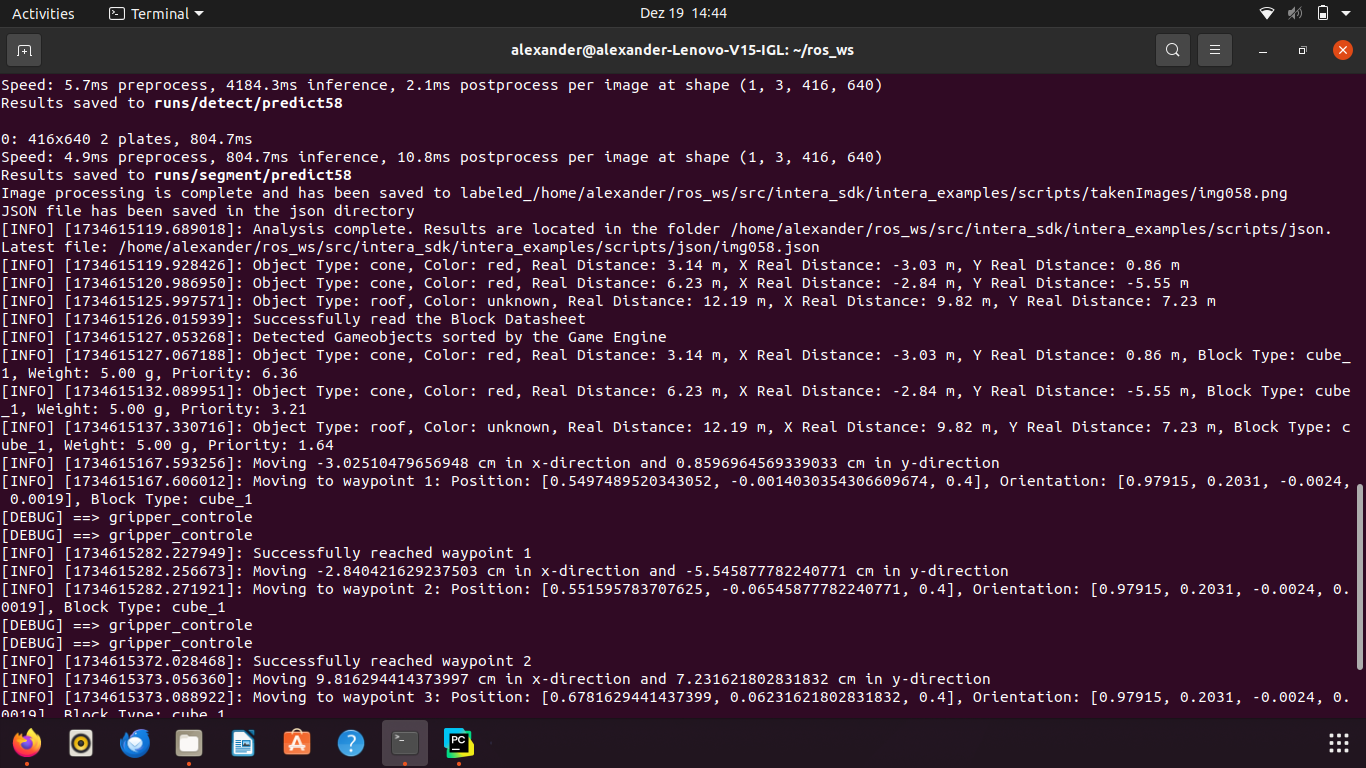 Activities
Terminal
Dez 19 14:44
alexander@alexander-Lenovo-V15-IGL: ~/ros_ws
Speed: 5.7ms preprocess, 4184.3ms inference, 2.1ms postprocess per image at shape (1, 3, 416, 640)
Results saved to runs/detect/predict58
0: 416x640 2 plates, 804.7ms
Speed: 4.9ms preprocess, 804.7ms inference, 10.8ms postprocess per image at shape (1, 3, 416, 640)
Results saved to runs/segment/predict58
Image processing is complete and has been saved to labeled_/home/alexander/ros_ws/src/intera_sdk/intera_examples/scripts/takenImages/img058.png
JSON file has been saved in the json directory
[INFO] [1734615119.689018]: Analysis complete. Results are located in the folder /home/alexander/ros_ws/src/intera_sdk/intera_examples/scripts/json.
Latest file: /home/alexander/ros_ws/src/intera_sdk/intera_examples/scripts/json/img058.json
[INFO] [1734615119.928426]: Object Type: cone, Color: red, Real Distance: 3.14 m, X Real Distance: -3.03 m, Y Real Distance: 0.86 m
[INFO] [1734615120.986950]: Object Type: cone, Color: red, Real Distance: 6.23 m, X Real Distance: -2.84 m, Y Real Distance: -5.55 m
[INFO] [1734615125.997571]: Object Type: roof, Color: unknown, Real Distance: 12.19 m, X Real Distance: 9.82 m, Y Real Distance: 7.23 m
[INFO] [1734615126.015939]: Successfully read the Block Datasheet
[INFO] [1734615127.053268]: Detected Gameobjects sorted by the Game Engine
[INFO] [1734615127.067188]: Object Type: cone, Color: red, Real Distance: 3.14 m, X Real Distance: -3.03 m, Y Real Distance: 0.86 m, Block Type: cube_
1, Weight: 5.00 g, Priority: 6.36
[INFO] [1734615132.089951]: Object Type: cone, Color: red, Real Distance: 6.23 m, X Real Distance: -2.84 m, Y Real Distance: -5.55 m, Block Type: cube
_1, Weight: 5.00 g, Priority: 3.21
[INFO] [1734615137.330716]: Object Type: roof, Color: unknown, Real Distance: 12.19 m, X Real Distance: 9.82 m, Y Real Distance: 7.23 m, Block Type: c
ube_1, Weight: 5.00 g, Priority: 1.64
[INFO] [1734615167.593256]: Moving -3.02510479656948 cm in x-direction and 0.8596964569339033 cm in y-direction
[INFO] [1734615167.606012]: Moving to waypoint 1: Position: [0.5497489520343052, -0.0014030354306609674, 0.4], Orientation: [0.97915, 0.2031, -0.0024,
0.0019], Block Type: cube_1
[DEBUG] ==> gripper_controle
[DEBUG] ==> gripper_controle
[INFO] [1734615282.227949]: Successfully reached waypoint 1
[INFO] [1734615282.256673]: Moving -2.840421629237503 cm in x-direction and -5.545877782240771 cm in y-direction
[INFO] [1734615282.271921]: Moving to waypoint 2: Position: [0.551595783707625, -0.06545877782240771, 0.4], Orientation: [0.97915, 0.2031, -0.0024, 0.
0019], Block Type: cube_1
[DEBUG] ==> gripper_controle
[DEBUG] ==> gripper_controle
[INFO] [1734615372.028468]: Successfully reached waypoint 2
[INFO] [1734615373.056360]: Moving 9.816294414373997 cm in x-direction and 7.231621802831832 cm in y-direction
[INFO] [1734615373.088922]: Moving to waypoint 3: Position: [0.6781629441437399, 0.06231621802831832, 0.4], Orientation: [0.97915, 0.2031, -0.0024, 0.
0019], Block Type: cube_1
PC